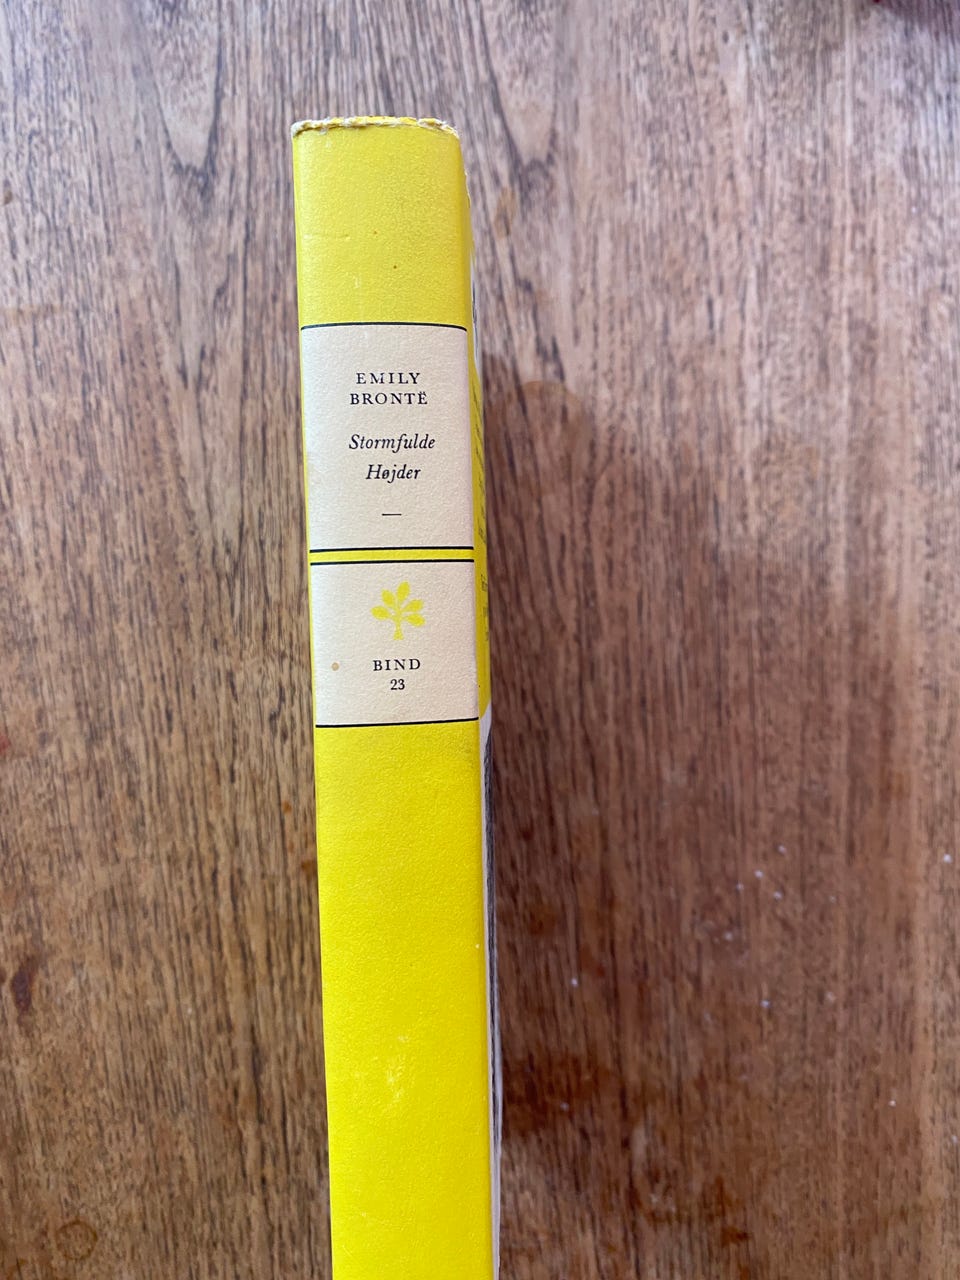 EMILY
BRONTË
Stormfulde
Højder
BIND
23